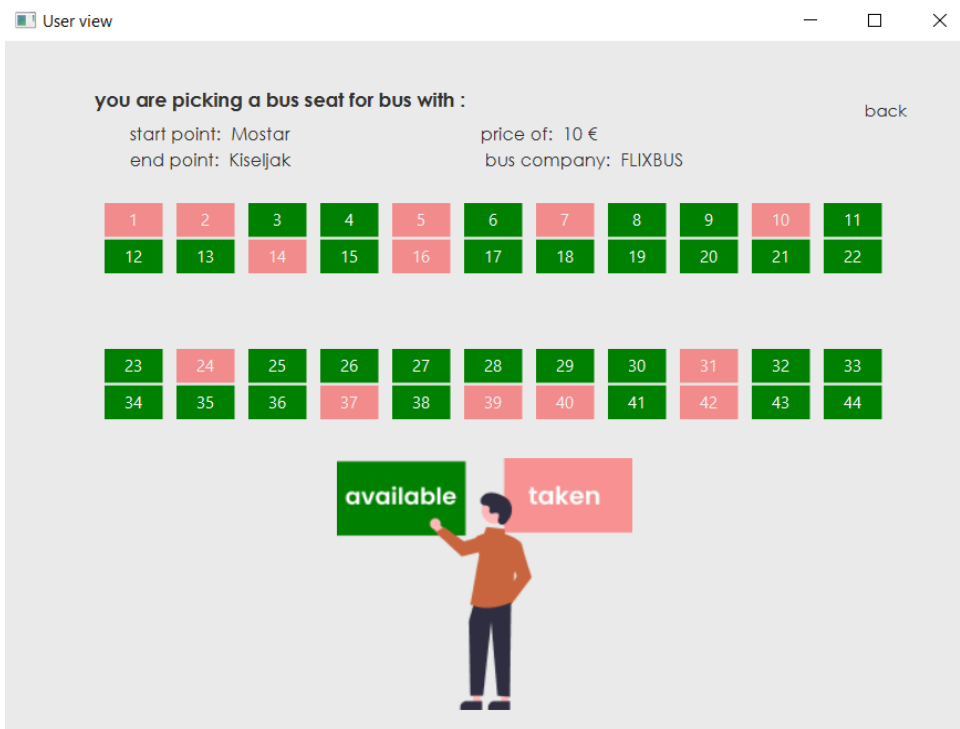 User view
you are picking a bus seat for bus with :
back
start point: Mostar price of: 10 €
end point: Kiseljak bus company: FLIXBUS
1 2 3 4 5 6 7 8 9 10 11
12 13 14 15 16 17 18 19 20 21 22
23 24 25 26 27 28 29 30 31 32 33
34 35 36 37 38 39 40 41 42 43 44
available taken